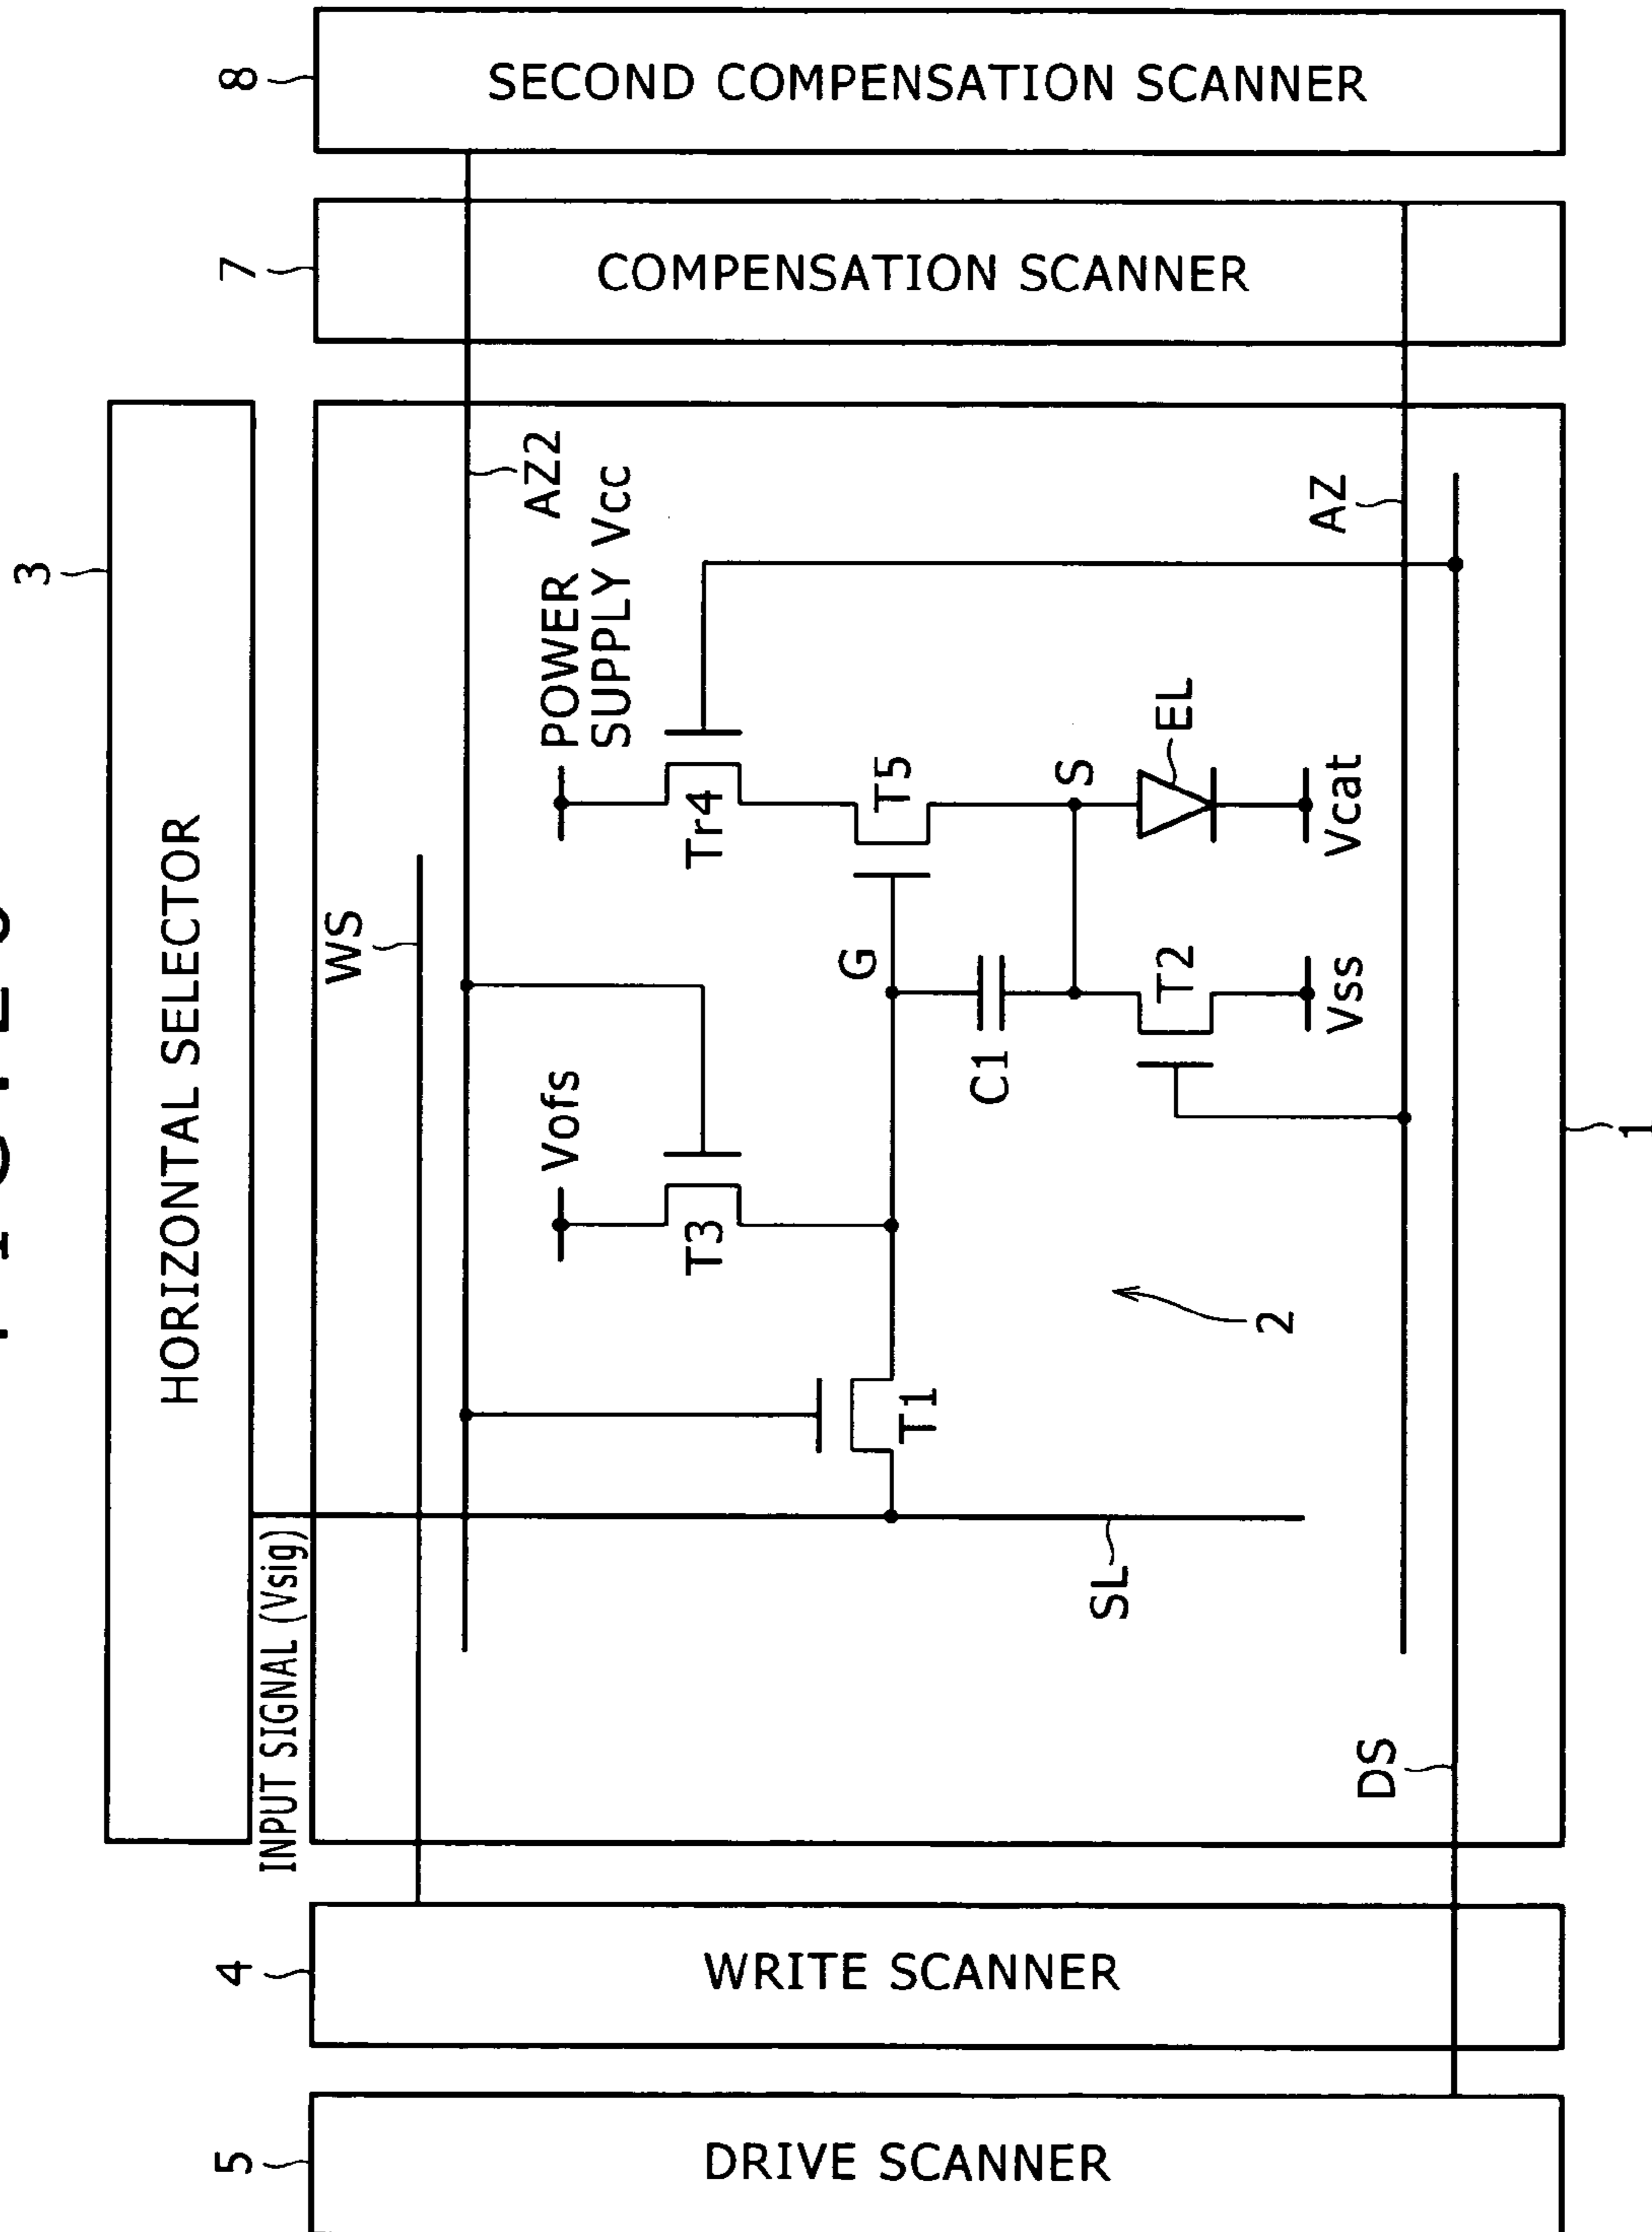 3
HORIZONTAL SELECTOR
INPUT SIGNAL (Vsig)
5
4
7
8
WS
AZ2
Vofs
POWER
SUPPLY Vcc
T3
Tr4
G
T5
T1
C1
S
SL
T2
EL
2
Vss
Vcat
AZ
DS
DRIVE SCANNER
WRITE SCANNER
COMPENSATION SCANNER
SECOND COMPENSATION SCANNER
1